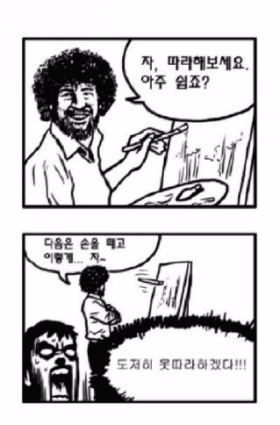 자, 따라해보세요.
아주 쉽죠?
다음은 손을 떼고
이렇게... 자~
도저히 못따라하겠다!!!